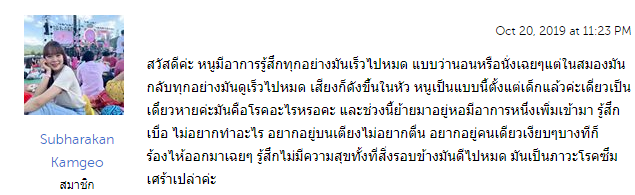 Oct 20, 2019 at 11:23 PM
สวัสดีค่ะ หนูมีอาการรู้สึกทุกอย่างมันเร็วไปหมด แบบว่านอนหรือนั่งเฉยๆแต่ในสมองมัน
กลับทุกอย่างมันดูเร็วไปหมด เสียงก็ดังขึ้นในหัว หนูเป็นแบบนี้ตั้งแต่เด็กแล้วค่ะเดี๋ยวเป็น
เดี๋ยวหายค่ะมันคือโรคอะไรหรอคะ และช่วงนี้ย้ายมาอยู่หอมีอาการหนึ่งเพิ่มเข้ามา รู้สึก
เบื่อ ไม่อยากทำอะไร อยากอยู่บนเตียงไม่อยากตื่น อยากอยู่คนเดียวเงียบๆบางทีก็
ร้องไห้ออกมาเฉยๆ รู้สึกไม่มีความสุขทั้งที่สิ่งรอบข้างมันดีไปหมด มันเป็นภาวะโรคซึม
เศร้าเปล่าค่ะ
Subharakan
Kamgeo
สมาชิก